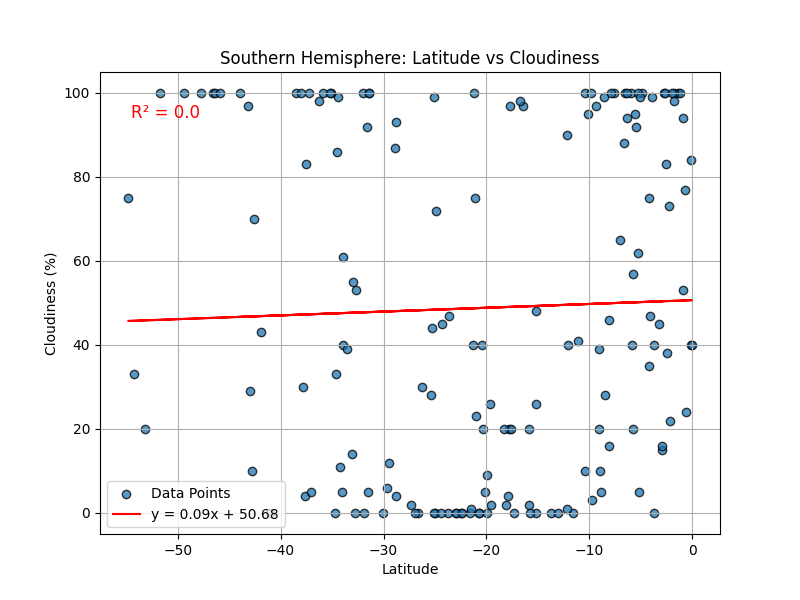 Southern Hemisphere: Latitude vs Cloudiness
100
R² = 0.0
80
60
Cloudiness (%)
40
20
0
Data Points
y = 0.09x + 50.68
−50 −40 −30 −20 −10 0
Latitude